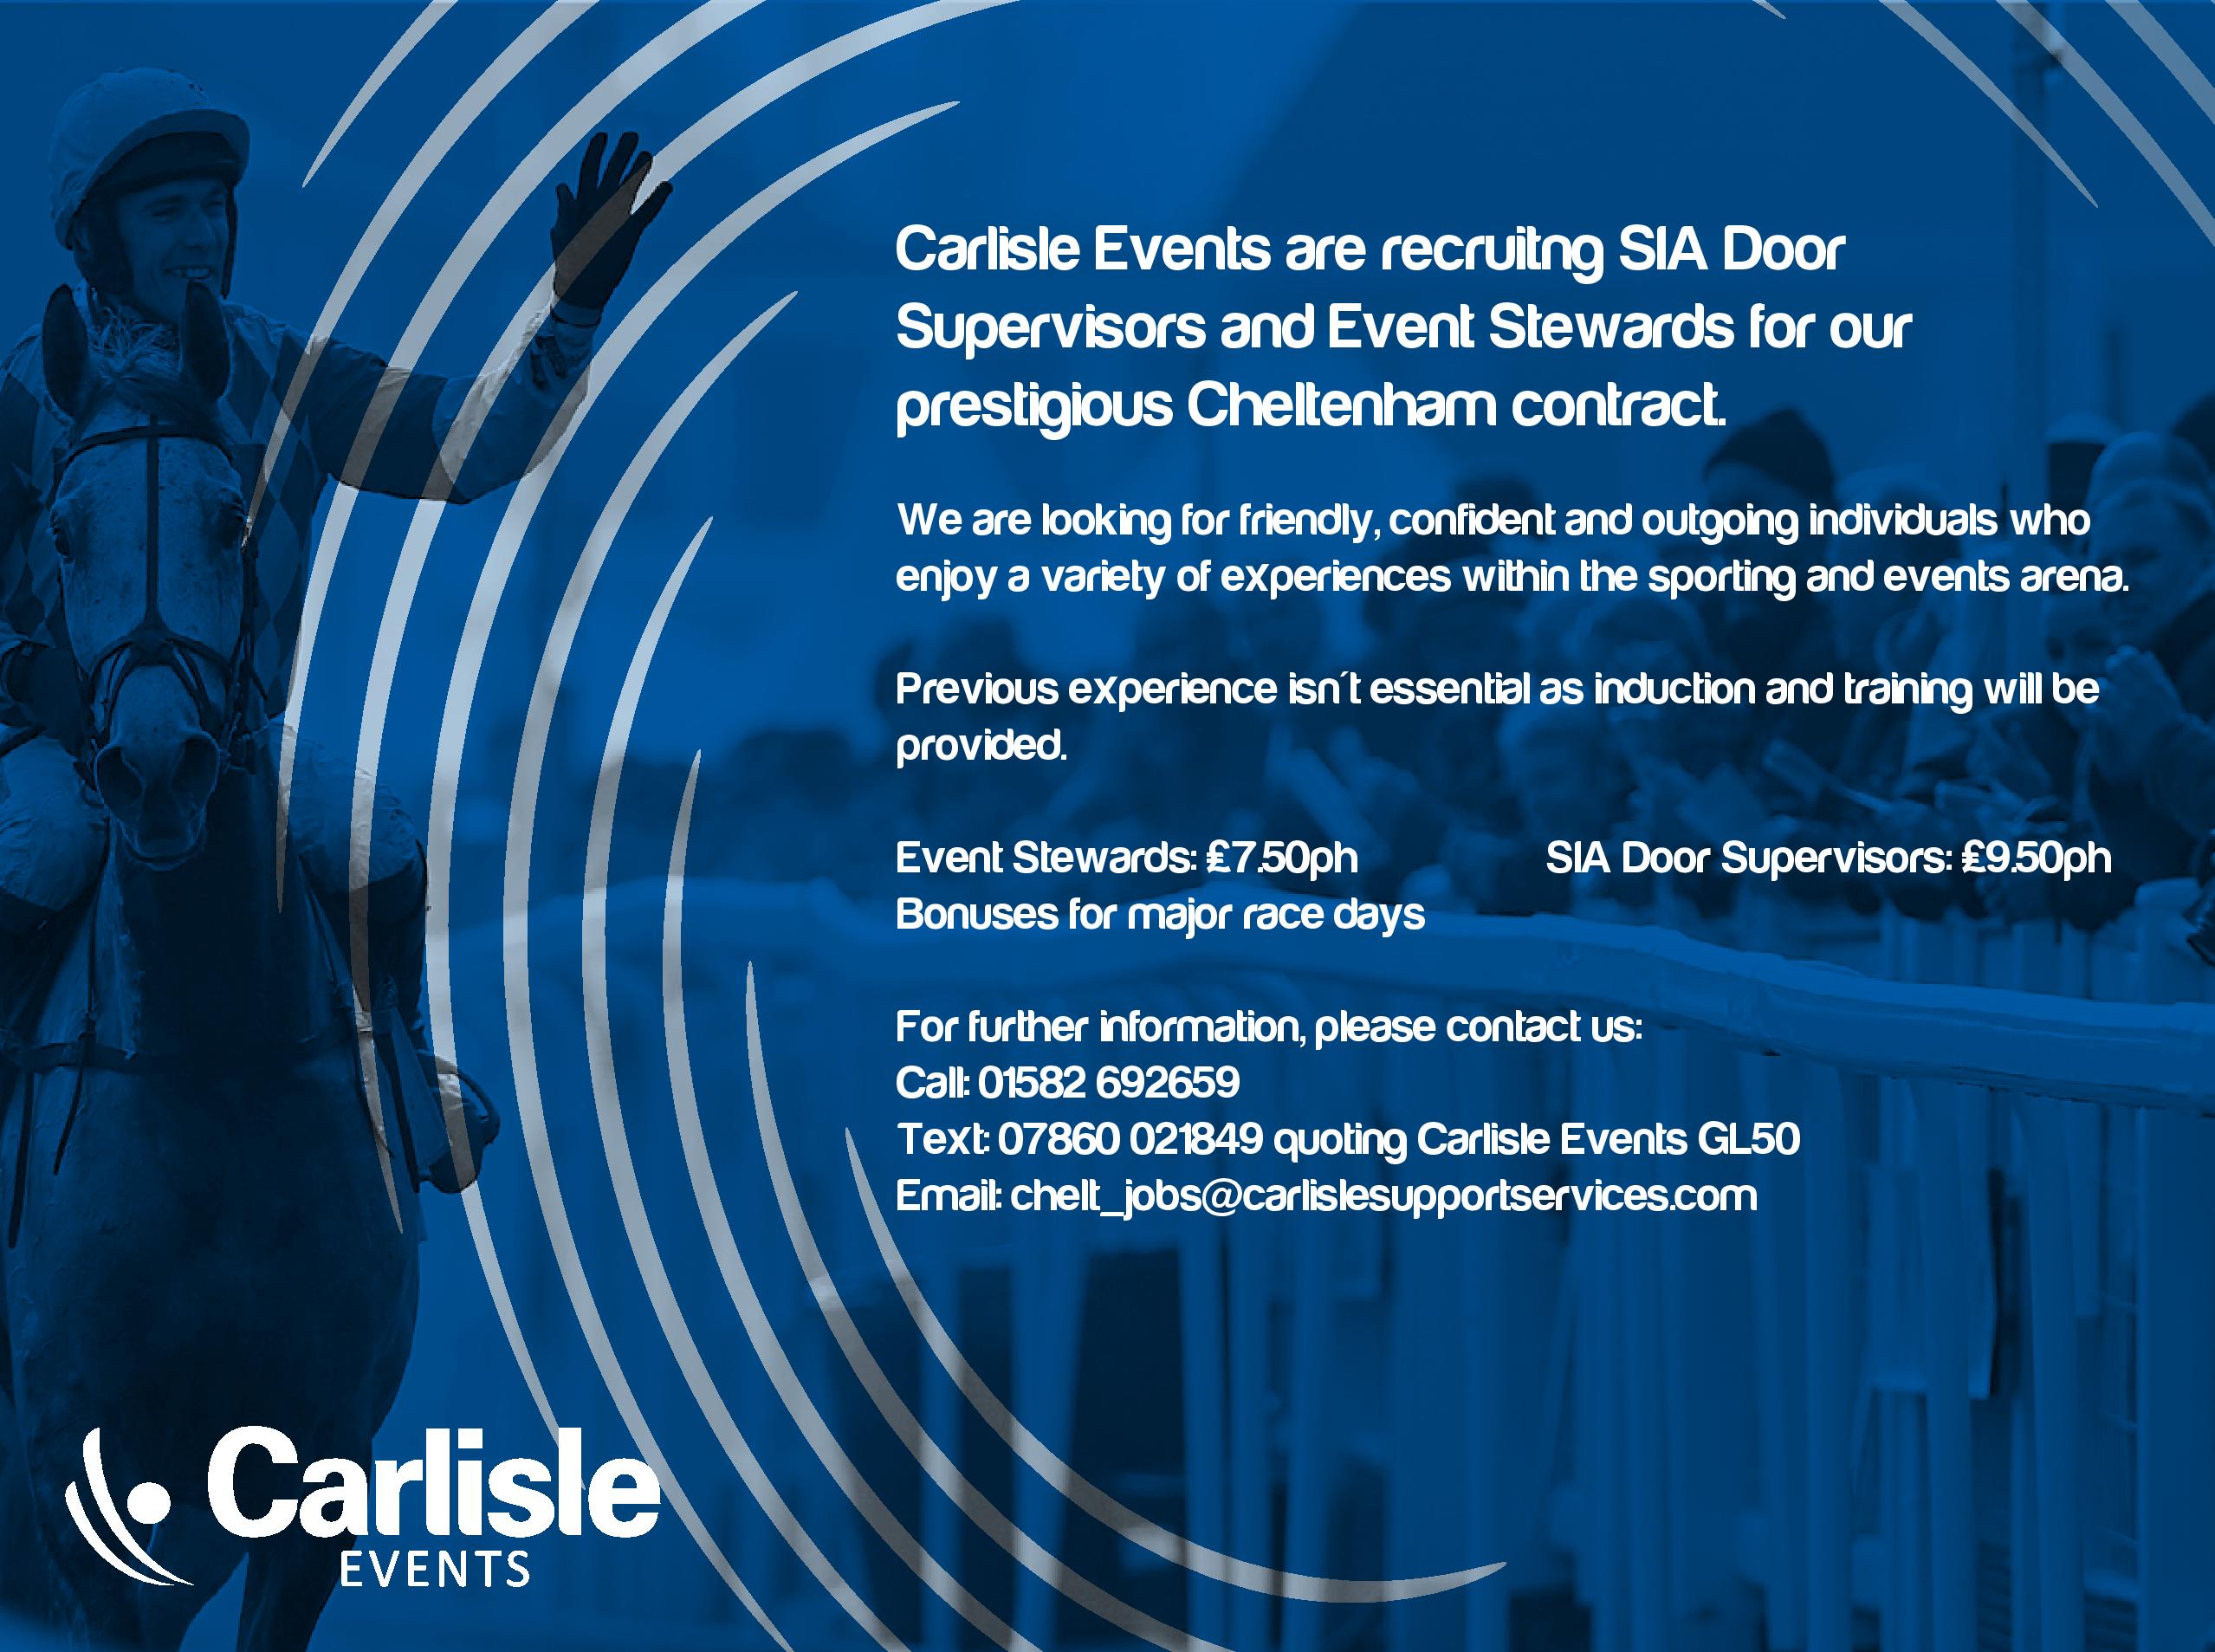 Carlisle Events are recruitng SIA Door
Supervisors and Event Stewards for our
prestigious Cheltenham contract.
We are looking for friendly, confident and outgoing individuals who
enjoy a variety of experiences within the sporting and events arena.
Previous experience isn´t essential as induction and training will be
provided.
Event Stewards: £7.50ph SIA Door Supervisors: £9.50ph
Bonuses for major race days
For further information, please contact us:
Call: 01582 692659
Text: 07860 021849 quoting Carlisle Events GL50
Email: chelt_jobs@carlislesupportservices.com
Carlisle
EVENTS